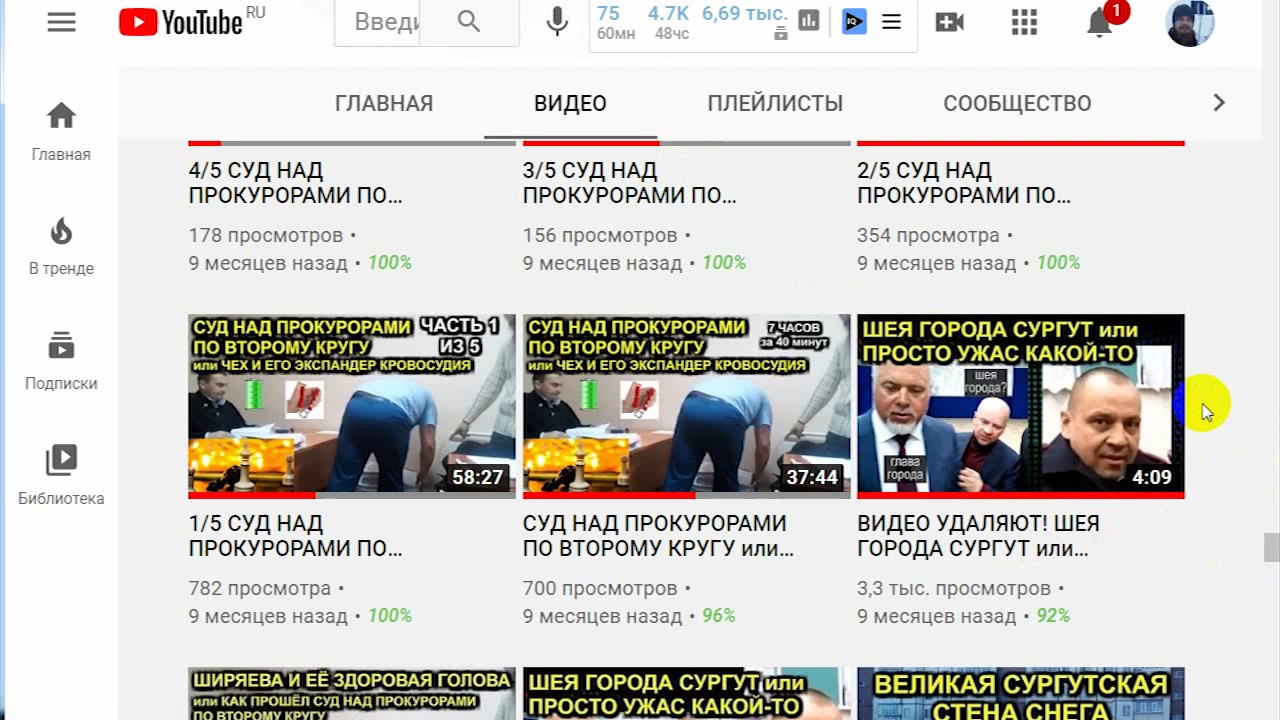 YouTube RU
Введи
75 4.7K 6,69 тыс.
60мн 48чс
IQ
1
ГЛАВНАЯ ВИДЕО ПЛЕЙЛИСТЫ СООБЩЕСТВО
Главная
В тренде
Подписки
Библиотека
4/5 СУД НАД
ПРОКУРОРАМИ ПО...
178 просмотров •
9 месяцев назад • 100%
3/5 СУД НАД
ПРОКУРОРАМИ ПО...
156 просмотров •
9 месяцев назад • 100%
2/5 СУД НАД
ПРОКУРОРАМИ ПО...
354 просмотра •
9 месяцев назад • 100%
СУД НАД ПРОКУРОРАМИ ЧАСТЬ 1
ПО ВТОРОМУ КРУГУ ИЗ 5
или ЧЕХ И ЕГО ЭКСПАНДЕР КРОВОСУДИЯ
58:27
1/5 СУД НАД
ПРОКУРОРАМИ ПО...
782 просмотра •
9 месяцев назад • 100%
СУД НАД ПРОКУРОРАМИ 7 ЧАСОВ
ПО ВТОРОМУ КРУГУ за 40 минут
или ЧЕХ И ЕГО ЭКСПАНДЕР КРОВОСУДИЯ
37:44
СУД НАД ПРОКУРОРАМИ
ПО ВТОРОМУ КРУГУ или...
700 просмотров •
9 месяцев назад • 96%
ШЕЯ ГОРОДА СУРГУТ или
ПРОСТО УЖАС КАКОЙ-ТО
шея
города?
глава
города
4:09
ВИДЕО УДАЛЯЮТ! ШЕЯ
ГОРОДА СУРГУТ или...
3,3 тыс. просмотров •
9 месяцев назад • 92%
ШИРЯЕВА И ЕЁ ЗДОРОВАЯ ГОЛОВА
или КАК ПРОШЁЛ СУД НАД ПРОКУРОРАМИ
ПО ВТОРОМУ КРУГУ
ШЕЯ ГОРОДА СУРГУТ или
ПРОСТО УЖАС КАКОЙ-ТО
ВЕЛИКАЯ СУРГУТСКАЯ
СТЕНА СНЕГА